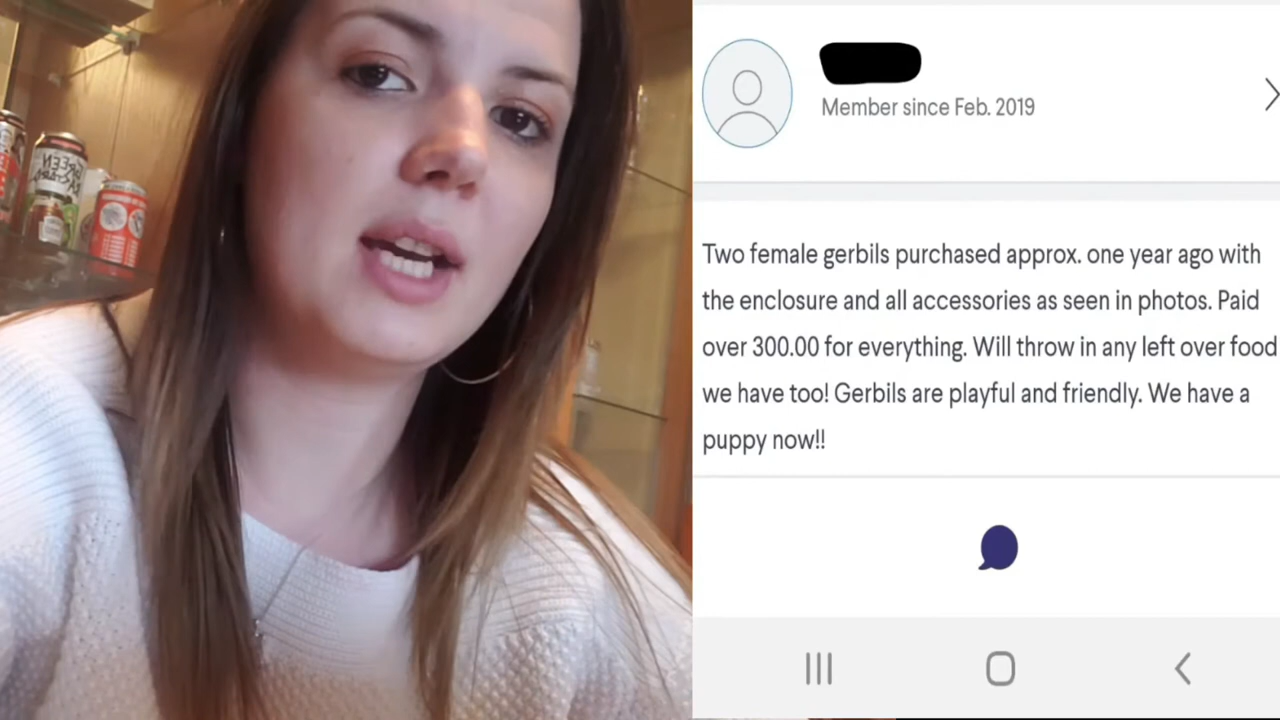 Member since Feb. 2019
Two female gerbils purchased approx. one year ago with
the enclosure and all accessories as seen in photos. Paid
over 300.00 for everything. Will throw in any left over food
we have too! Gerbils are playful and friendly. We have a
puppy now!!